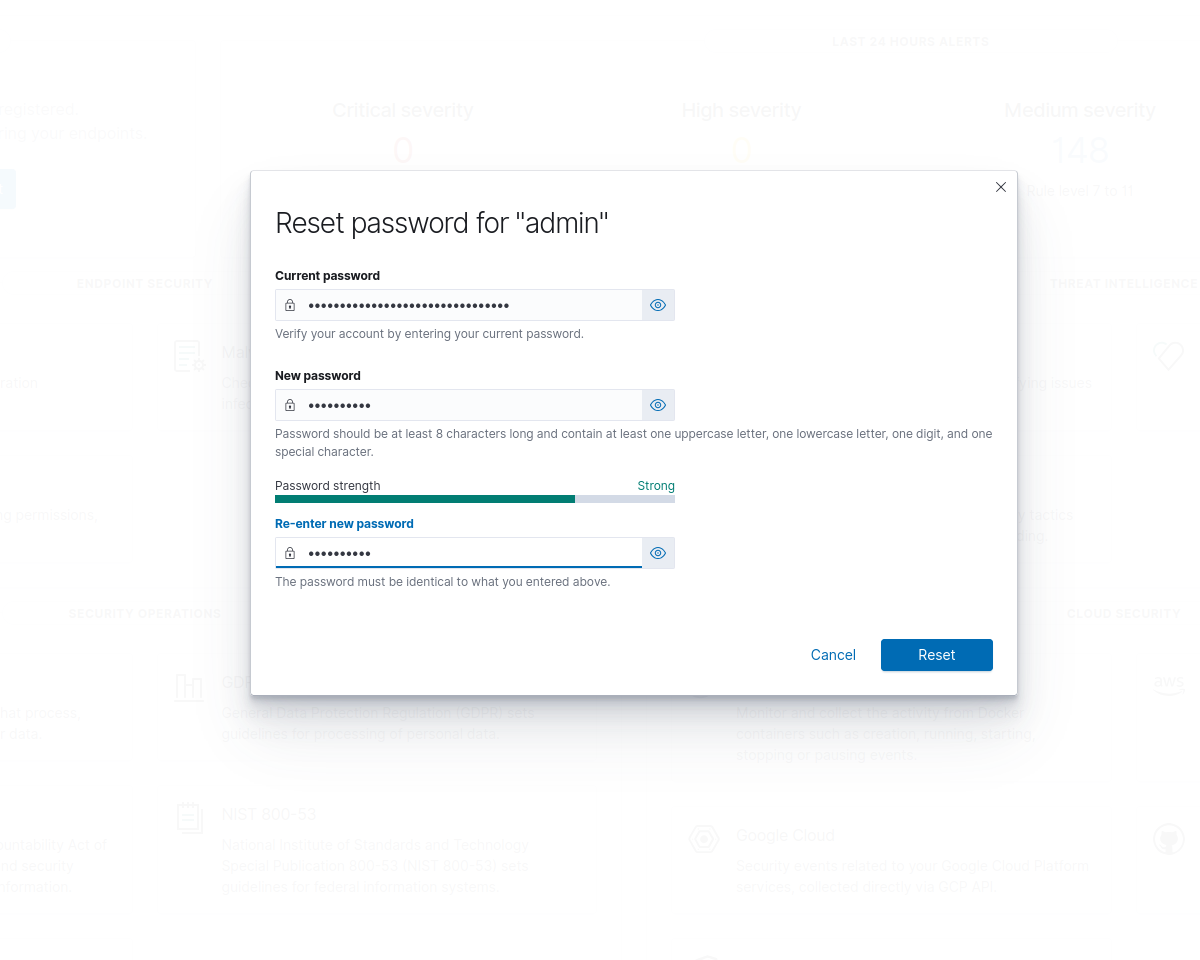 LAST 24 HOURS ALERTS
registered.
find your endpoints.
Critical severity
High severity
Medium severity
0
0
148
Rule level 7 to 11
Reset password for "admin"
Current password
••••••••••••••••••••••••••••••••
Verify your account by entering your current password.
New password
••••••••••
Password should be at least 8 characters long and contain at least one uppercase letter, one lowercase letter, one digit, and one
special character.
Password strength
Strong
Re-enter new password
••••••••••
The password must be identical to what you entered above.
Cancel
Reset
ENDPOINT SECURITY
THREAT INTELLIGENCE
SECURITY OPERATIONS
CLOUD SECURITY
aws
General Data Protection Regulation (GDPR) sets
guidelines for processing of personal data.
Monitor and collect the activity from Docker
containers such as creating, running, starting,
stopping or pausing events.
that process,
data.
NIST 800-53
National Institute of Standards and Technology
Special Publication 800-53 (NIST 800-53) sets
guidelines for federal information systems.
Google Cloud
Security events related to your Google Cloud Platform
services, collected directly via GCP API.